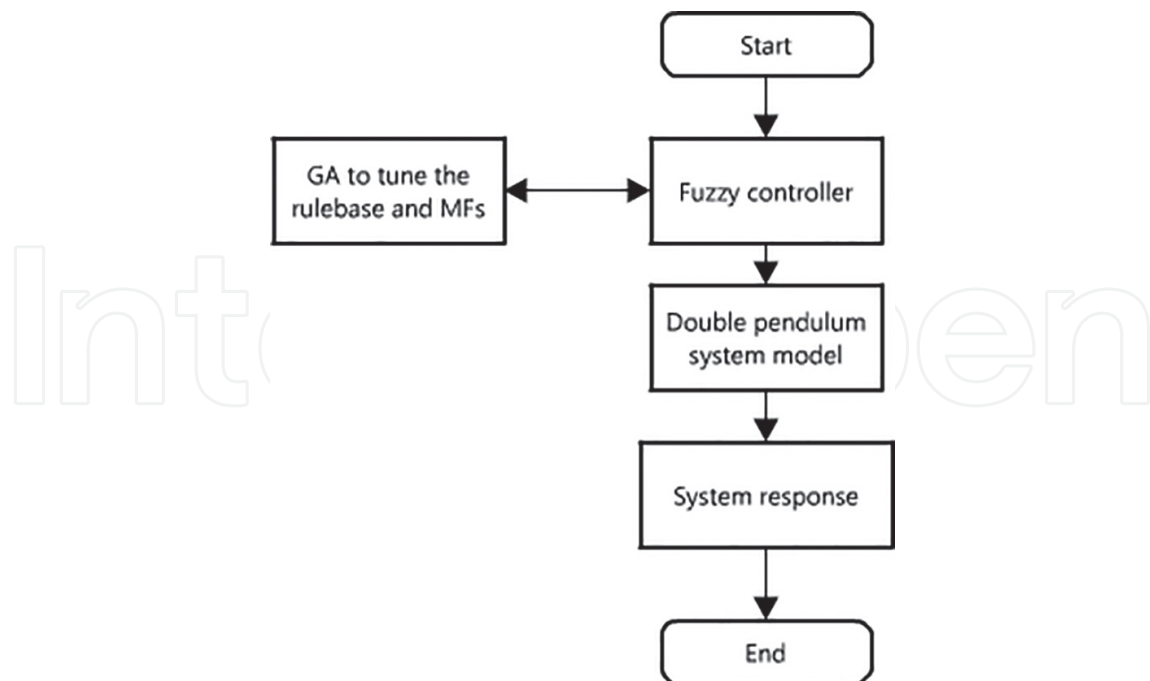 Start
GA to tune the
rulebase and MFs
Fuzzy controller
Double pendulum
system model
System response
End